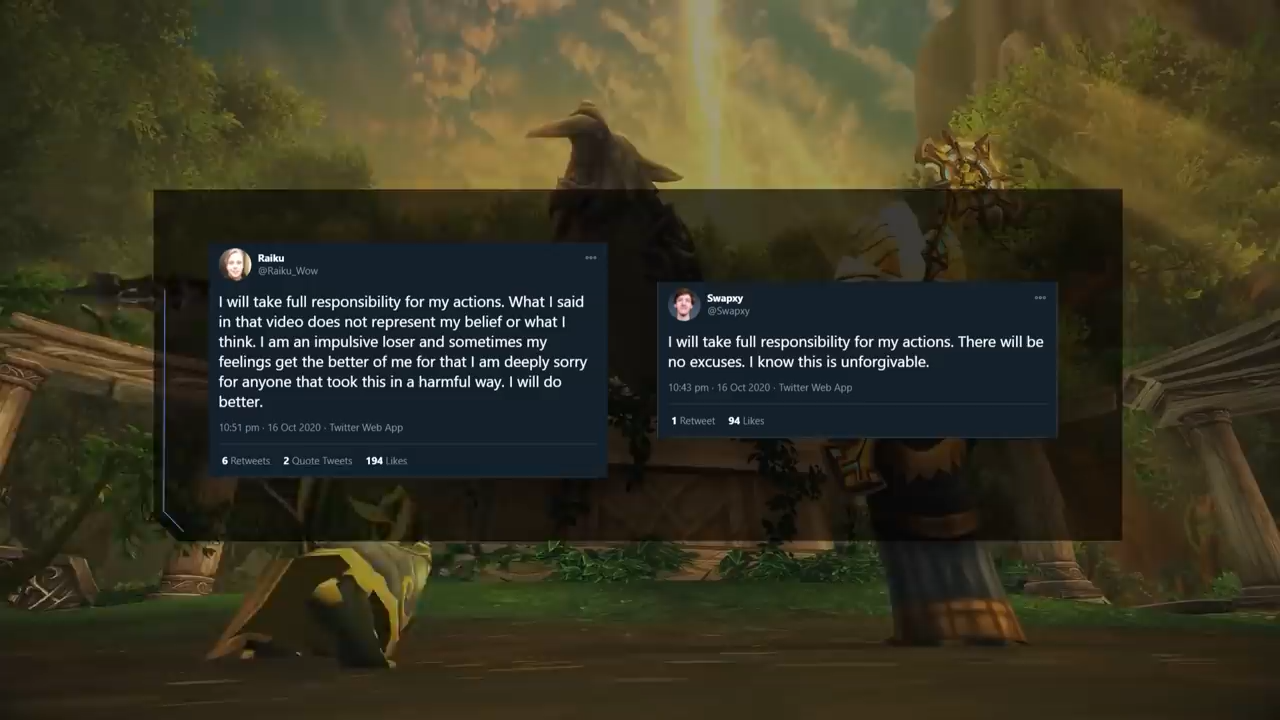 Raiku
@Raiku_Wow
I will take full responsibility for my actions. What I said
in that video does not represent my belief or what I
think. I am an impulsive loser and sometimes my
feelings get the better of me for that I am deeply sorry
for anyone that took this in a harmful way. I will do
better.
10:51 pm · 16 Oct 2020 · Twitter Web App
6 Retweets 2 Quote Tweets 194 Likes
Swapxy
@Swapxy
I will take full responsibility for my actions. There will be
no excuses. I know this is unforgivable.
10:43 pm · 16 Oct 2020 · Twitter Web App
1 Retweet 94 Likes